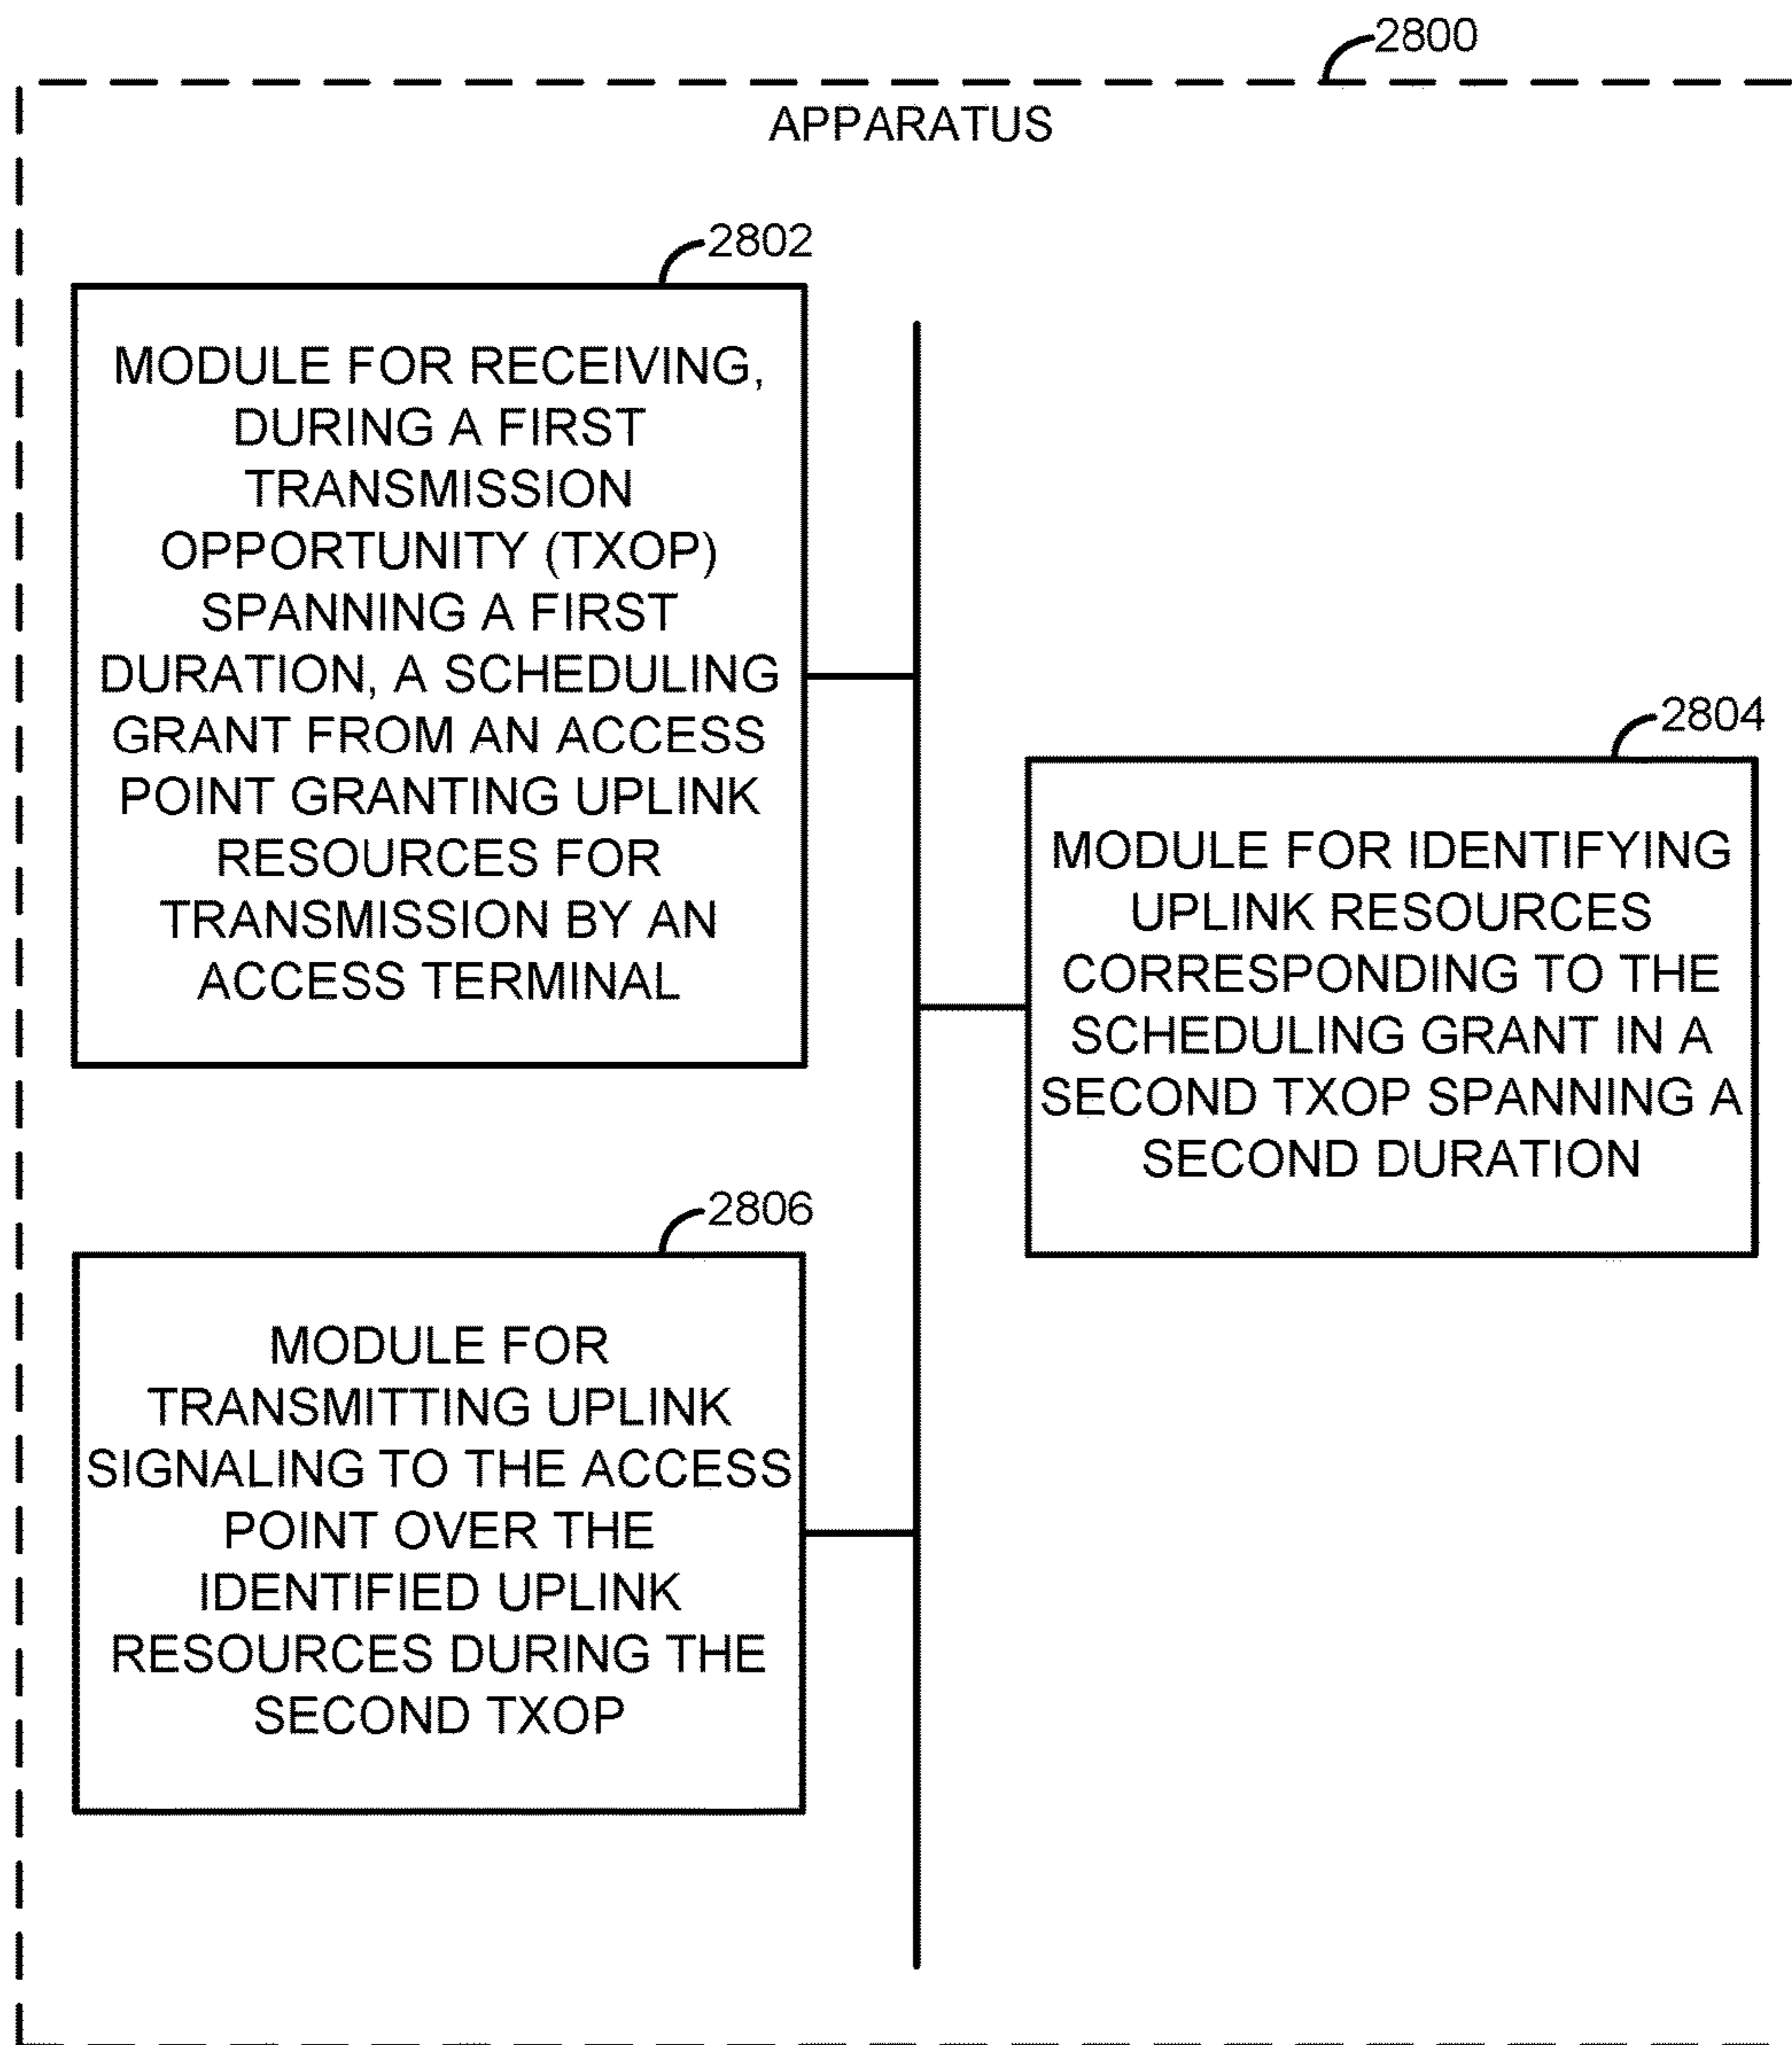 2800
APPARATUS
2802
MODULE FOR RECEIVING,
DURING A FIRST
TRANSMISSION
OPPORTUNITY (TXOP)
SPANNING A FIRST
DURATION, A SCHEDULING
GRANT FROM AN ACCESS
POINT GRANTING UPLINK
RESOURCES FOR
TRANSMISSION BY AN
ACCESS TERMINAL
2804
MODULE FOR IDENTIFYING
UPLINK RESOURCES
CORRESPONDING TO THE
SCHEDULING GRANT IN A
SECOND TXOP SPANNING A
SECOND DURATION
2806
MODULE FOR
TRANSMITTING UPLINK
SIGNALING TO THE ACCESS
POINT OVER THE
IDENTIFIED UPLINK
RESOURCES DURING THE
SECOND TXOP